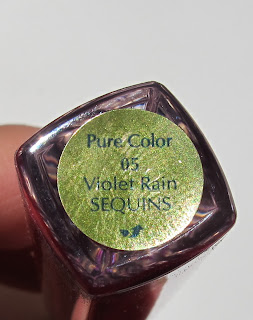 Pure Color
05
Violet Rain
SEQUINS